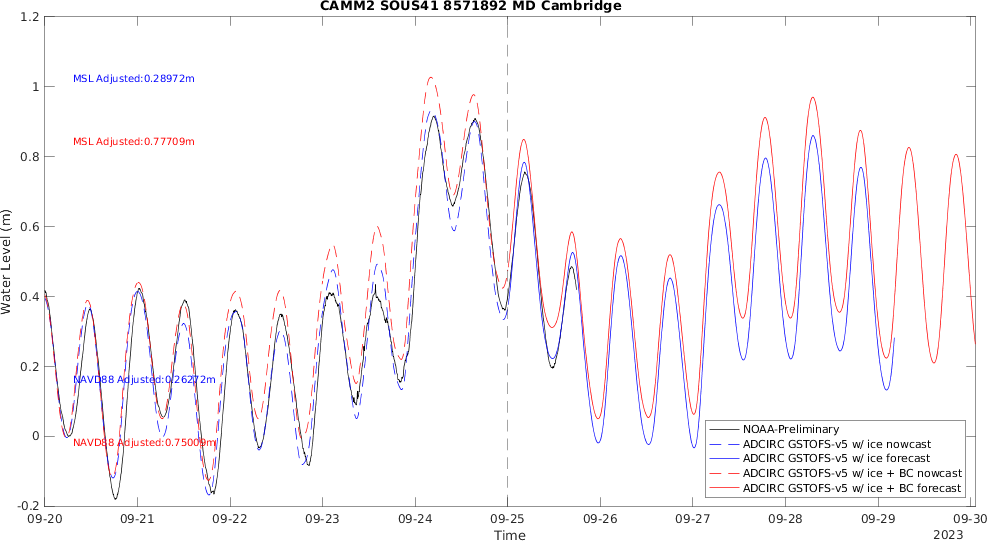 CAMM2 SOUS41 8571892 MD Cambridge
1.2
1
0.8
0.6
0.4
0.2
0
-0.2
Water Level (m)
MSL Adjusted:0.28972m
MSL Adjusted:0.77709m
NAVD88 Adjusted:0.26272m
NAVD88 Adjusted:0.75009m
NOAA-Preliminary
ADCIRC GSTOFS-v5 w/ ice nowcast
ADCIRC GSTOFS-v5 w/ ice forecast
ADCIRC GSTOFS-v5 w/ ice + BC nowcast
ADCIRC GSTOFS-v5 w/ ice + BC forecast
09-20 09-21 09-22 09-23 09-24 09-25 09-26 09-27 09-28 09-29 09-30
Time
2023